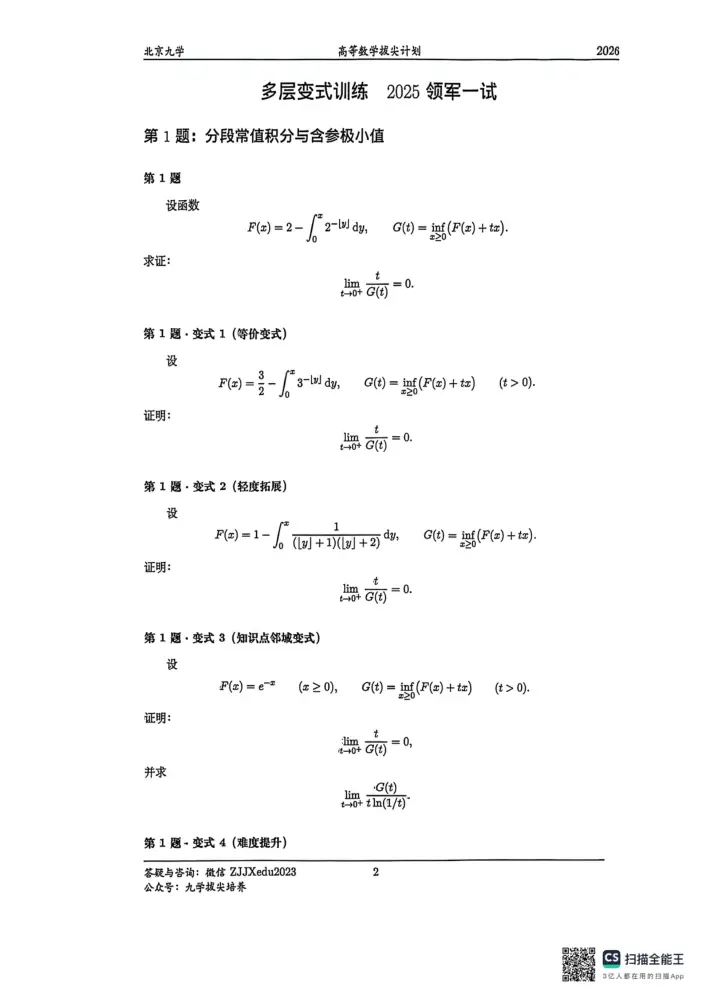 北京九学 高等数学拔尖计划 2026
多层变式训练 2025 领军一试
第 1 题：分段常值积分与含参极小值
第 1 题
设函数
F(x) = 2 − ∫₀ˣ 2^{−⌊y⌋} dy, G(t) = inf_{x≥0} (F(x) + tx).
求证：
lim_{t→0⁺} t/G(t) = 0.
第 1 题 · 变式 1（等价变式）
设
F(x) = 3/2 − ∫₀ˣ 3^{−⌊y⌋} dy, G(t) = inf_{x≥0} (F(x) + tx) (t > 0).
证明：
lim_{t→0⁺} t/G(t) = 0.
第 1 题 · 变式 2（轻度拓展）
设
F(x) = 1 − ∫₀ˣ 1/((⌊y⌋ + 1)(⌊y⌋ + 2)) dy, G(t) = inf_{x≥0} (F(x) + tx).
证明：
lim_{t→0⁺} t/G(t) = 0.
第 1 题 · 变式 3（知识点邻域变式）
设
F(x) = e^{−x} (x ≥ 0), G(t) = inf_{x≥0} (F(x) + tx) (t > 0).
证明：
lim_{t→0⁺} t/G(t) = 0,
并求
lim_{t→0⁺} G(t)/(t ln(1/t)).
第 1 题 · 变式 4（难度提升）
答疑与咨询：微信 ZJJXedu2023 2
公众号：九学拔尖培养
CS 扫描全能王
3亿人都在用的扫描App